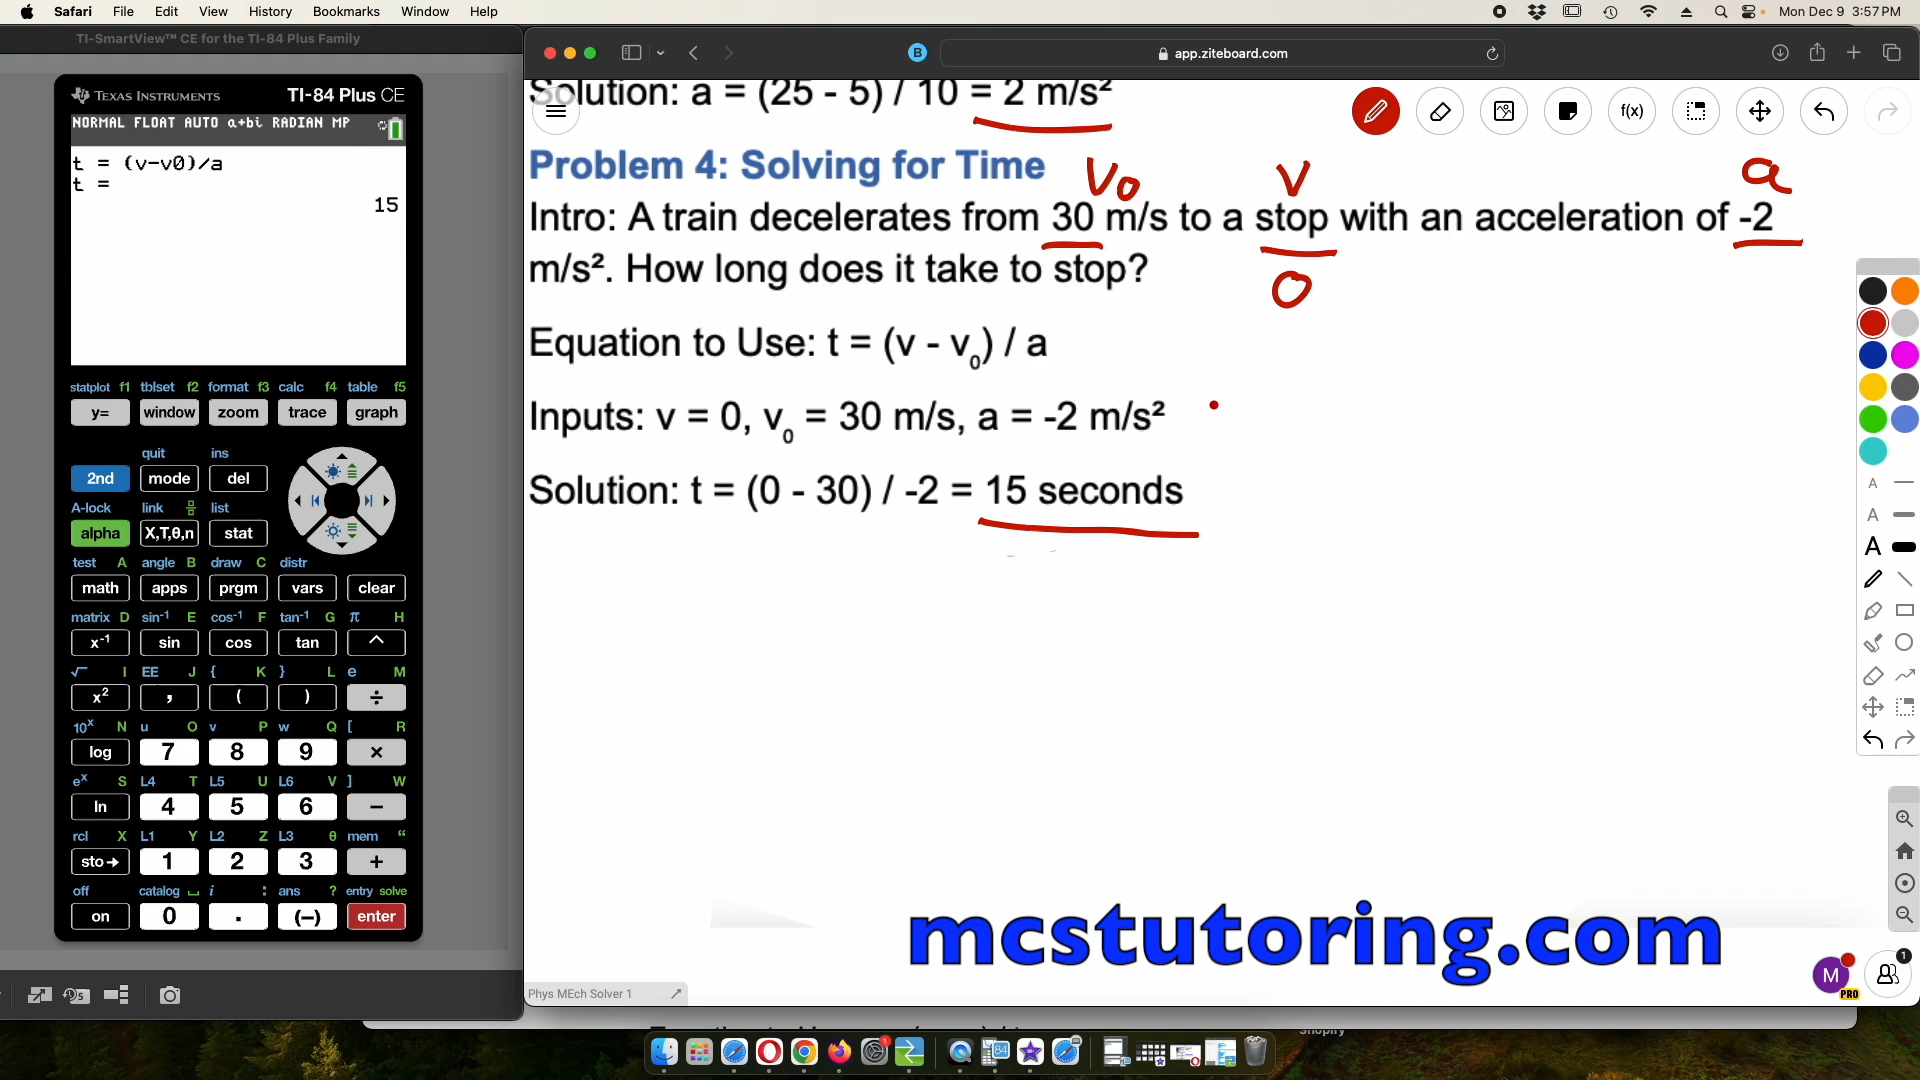 Safari File Edit View History Bookmarks Window Help
Mon Dec 9 3:57 PM
TI-SmartView™ CE for the TI-84 Plus Family
app.ziteboard.com
TEXAS INSTRUMENTS TI-84 Plus CE
NORMAL FLOAT AUTO a+bi RADIAN MP
t = (v-v0)/a
t =
15
statplot f1 tblset f2 format f3 calc f4 table f5
y= window zoom trace graph
quit ins
2nd mode del
A-lock link list
alpha X,T,θ,n stat
test A angle B draw C distr
math apps prgm vars clear
matrix D sin⁻¹ E cos⁻¹ F tan⁻¹ G π H
x⁻¹ sin cos tan ^
√ I EE J { K } L e M
x² , ( ) ÷
10ˣ N u O v P w Q [ R
log 7 8 9 ×
eˣ S L4 T L5 U L6 V ] W
ln 4 5 6 −
rcl X L1 Y L2 Z L3 θ mem “
sto→ 1 2 3 +
off catalog i : ans ? entry solve
on 0 . (−) enter
Solution: a = (25 - 5) / 10 = 2 m/s²
f(x)
Problem 4: Solving for Time
v₀ v a
Intro: A train decelerates from 30 m/s to a stop with an acceleration of -2
m/s². How long does it take to stop?
0
Equation to Use: t = (v - v₀) / a
Inputs: v = 0, v₀ = 30 m/s, a = -2 m/s²
Solution: t = (0 - 30) / -2 = 15 seconds
A
A
A
mcstutoring.com
Phys MEch Solver 1
M
PRO
1
Shopify
1
84